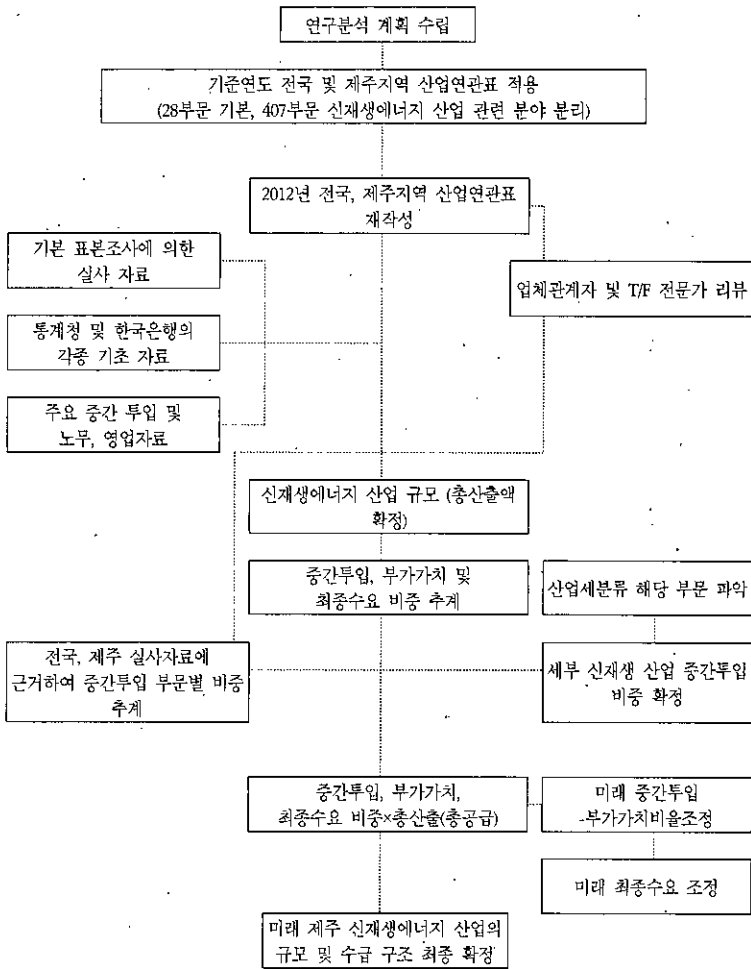 연구분석 계획 수립
기준연도 전국 및 제주지역 산업연관표 적용
(28부문 기본, 407부문 신재생에너지 산업 관련 분야 분리)
2012년 전국, 제주지역 산업연관표
재작성
기본 표본조사에 의한
실사 자료
업체관계자 및 T/F 전문가 리뷰
통계청 및 한국은행의
각종 기초 자료
주요 중간 투입 및
노무, 영업자료
신재생에너지 산업 규모 (총산출액
확정)
중간투입, 부가가치 및
최종수요 비중 추계
산업세분류 해당 부문 파악
전국, 제주 실사자료에
근거하여 중간투입 부문별 비중
추계
세부 신재생 산업 중간투입
비중 확정
중간투입, 부가가치,
최종수요 비중×총산출(총공급)
미래 중간투입
-부가가치비율조정
미래 최종수요 조정
미래 제주 신재생에너지 산업의
규모 및 수급 구조 최종 확정